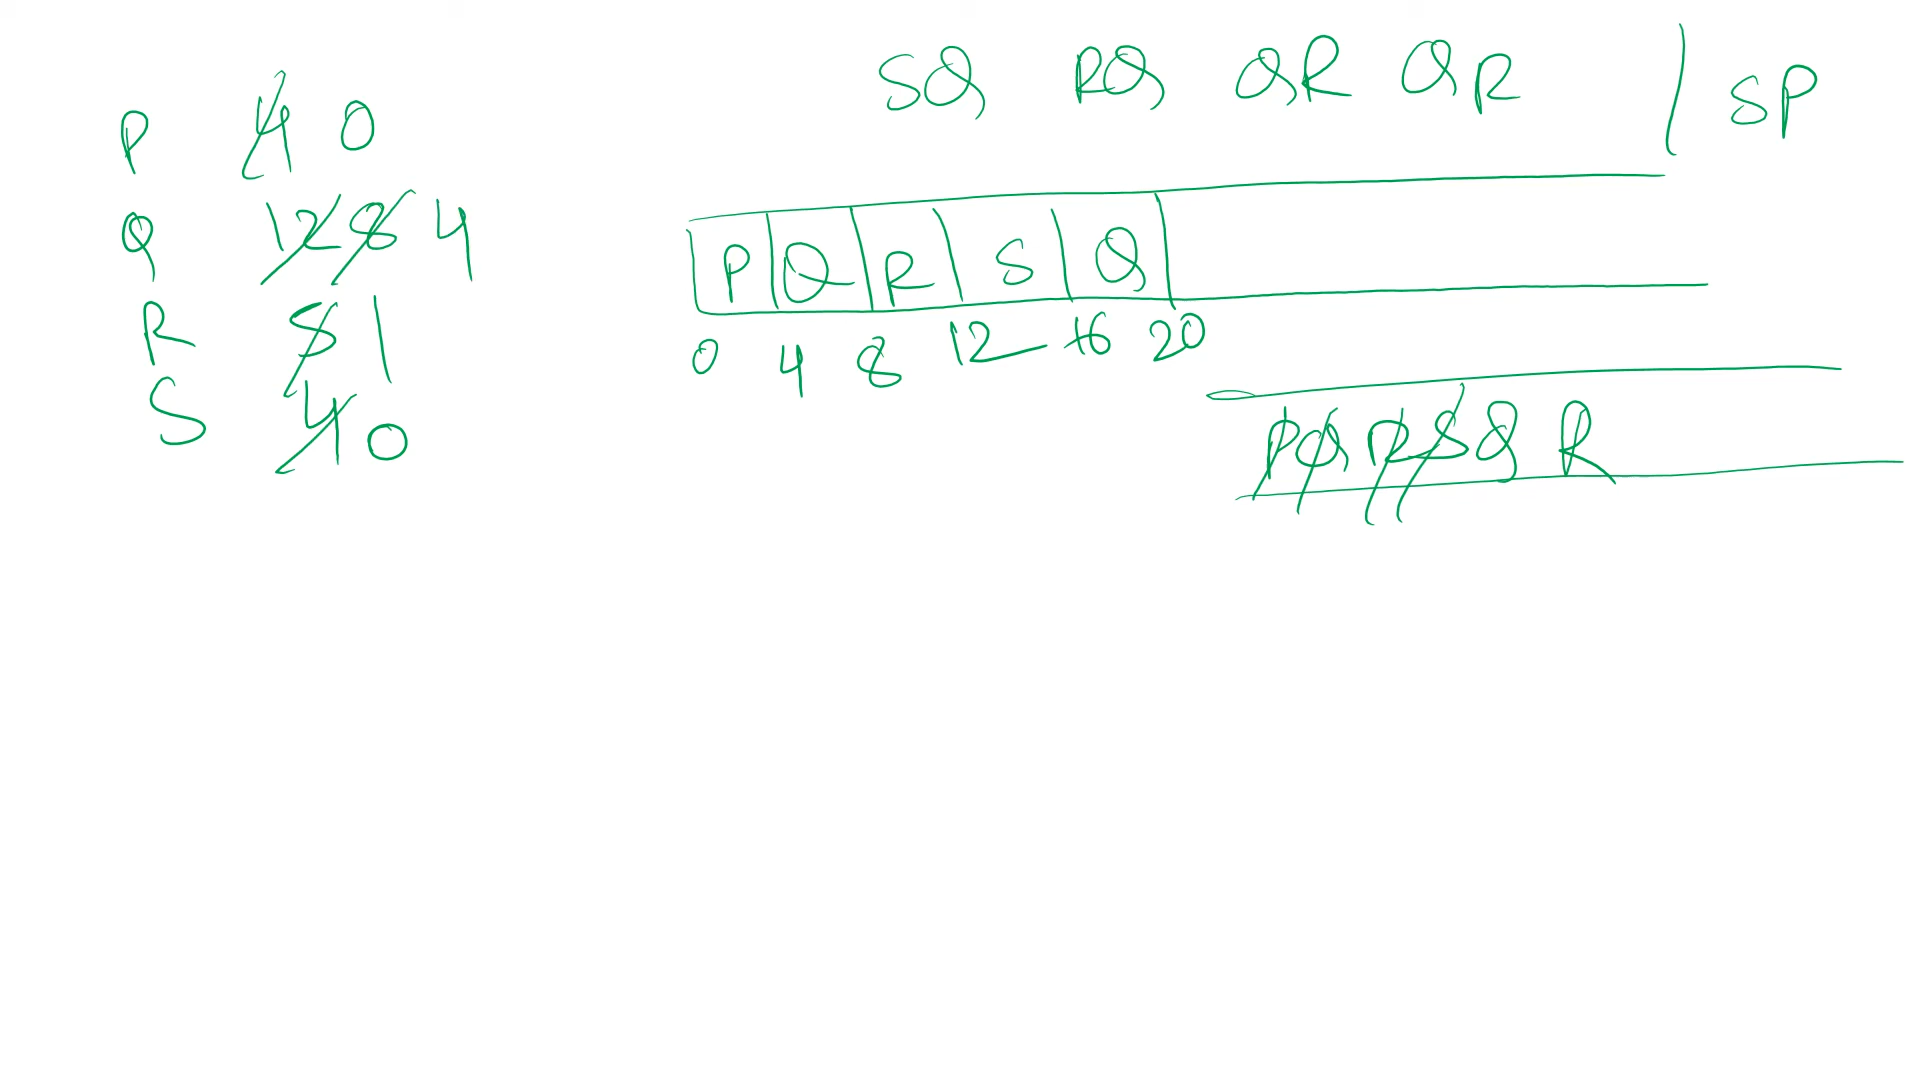 SQ RQ QR QR SP
P 4 0
Q 12 8 4
P Q R S Q
R 5 1
0 4 8 12 16 20
S 4 0
P Q R S Q R